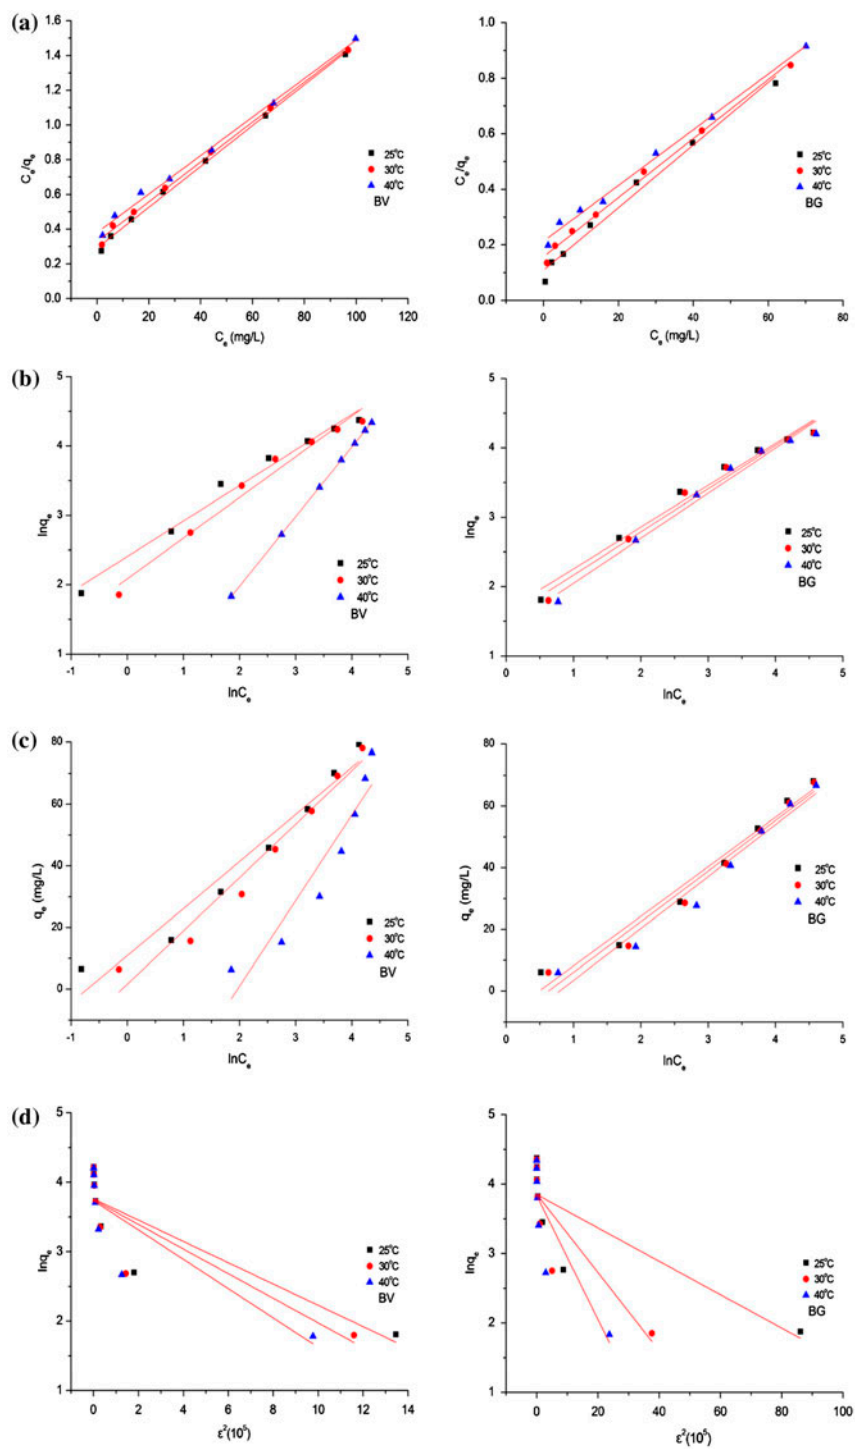 (a)
1.6
1.4
1.2
1.0
0.8
0.6
0.4
0.2
0.0
Ce/qe
0 20 40 60 80 100 120
Ce (mg/L)
25°C
30°C
40°C
BV
1.0
0.8
0.6
0.4
0.2
0.0
Ce/qe
0 20 40 60 80
Ce (mg/L)
25°C
30°C
40°C
BG
(b)
5
4
3
2
1
lnqe
-1 0 1 2 3 4 5
lnCe
25°C
30°C
40°C
BV
5
4
3
2
1
lnqe
0 1 2 3 4 5
lnCe
25°C
30°C
40°C
BG
(c)
80
60
40
20
0
qe (mg/L)
-1 0 1 2 3 4 5
lnCe
25°C
30°C
40°C
BV
80
60
40
20
0
qe (mg/L)
0 1 2 3 4 5
lnCe
25°C
30°C
40°C
BG
(d)
5
4
3
2
1
lnqe
0 2 4 6 8 10 12 14
ε²(10⁵)
25°C
30°C
40°C
BV
5
4
3
2
1
lnqe
0 20 40 60 80 100
ε²(10⁵)
25°C
30°C
40°C
BG